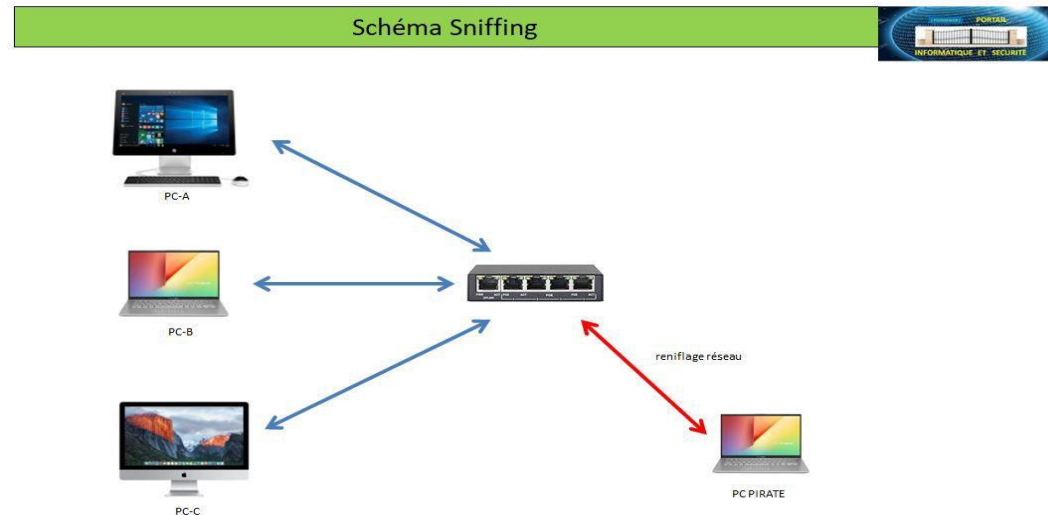 Schéma Sniffing
PORTAIL
INFORMATIQUE ET SECURITE
PC-A
PC-B
reniflage réseau
PC PIRATE
PC-C